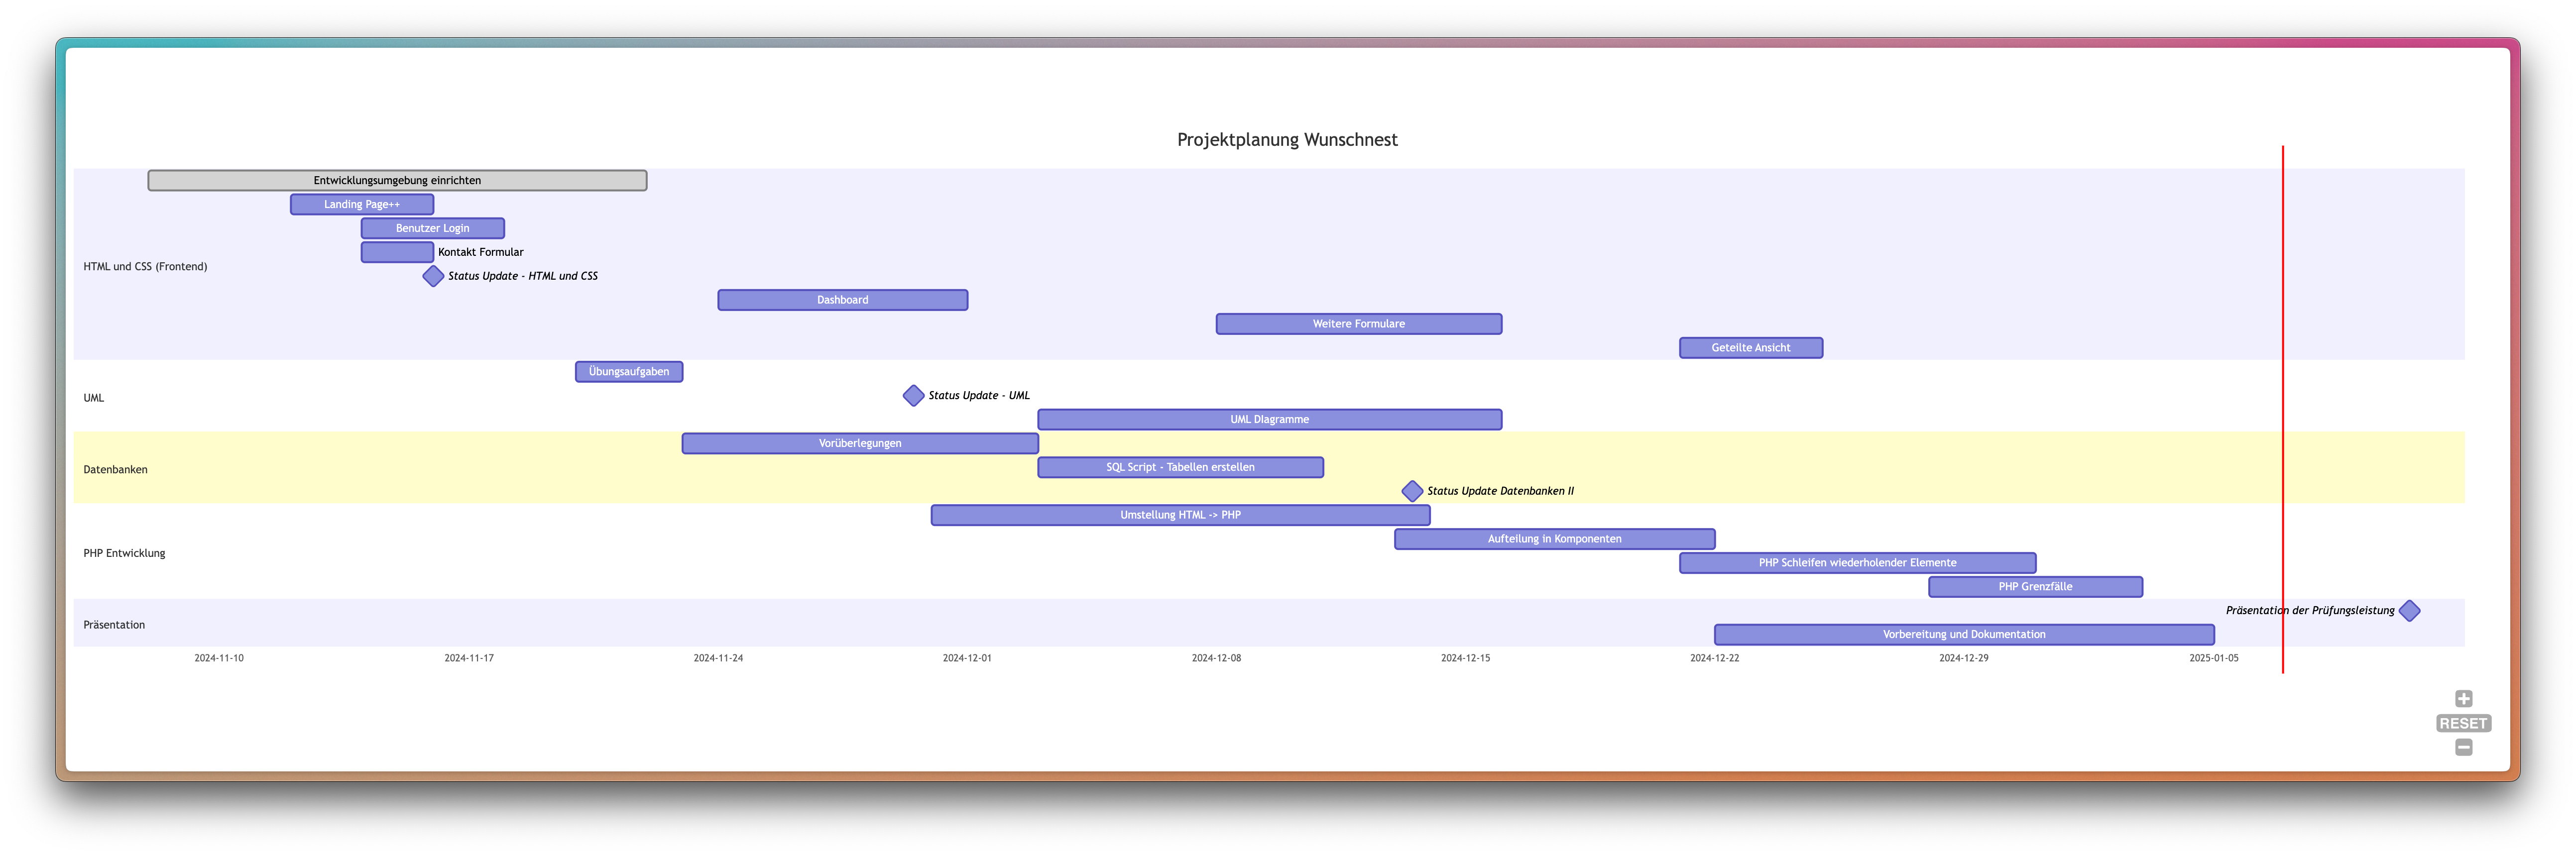 Projektplanung Wunschnest
Entwicklungsumgebung einrichten
Landing Page++
Benutzer Login
Kontakt Formular
HTML und CSS (Frontend)
Status Update - HTML und CSS
Dashboard
Weitere Formulare
Geteilte Ansicht
Übungsaufgaben
UML
Status Update - UML
UML DIagramme
Vorüberlegungen
Datenbanken
SQL Script - Tabellen erstellen
Status Update Datenbanken II
Umstellung HTML -> PHP
Aufteilung in Komponenten
PHP Entwicklung
PHP Schleifen wiederholender Elemente
PHP Grenzfälle
Präsentation der Prüfungsleistung
Präsentation
Vorbereitung und Dokumentation
2024-11-10 2024-11-17 2024-11-24 2024-12-01 2024-12-08 2024-12-15 2024-12-22 2024-12-29 2025-01-05
RESET